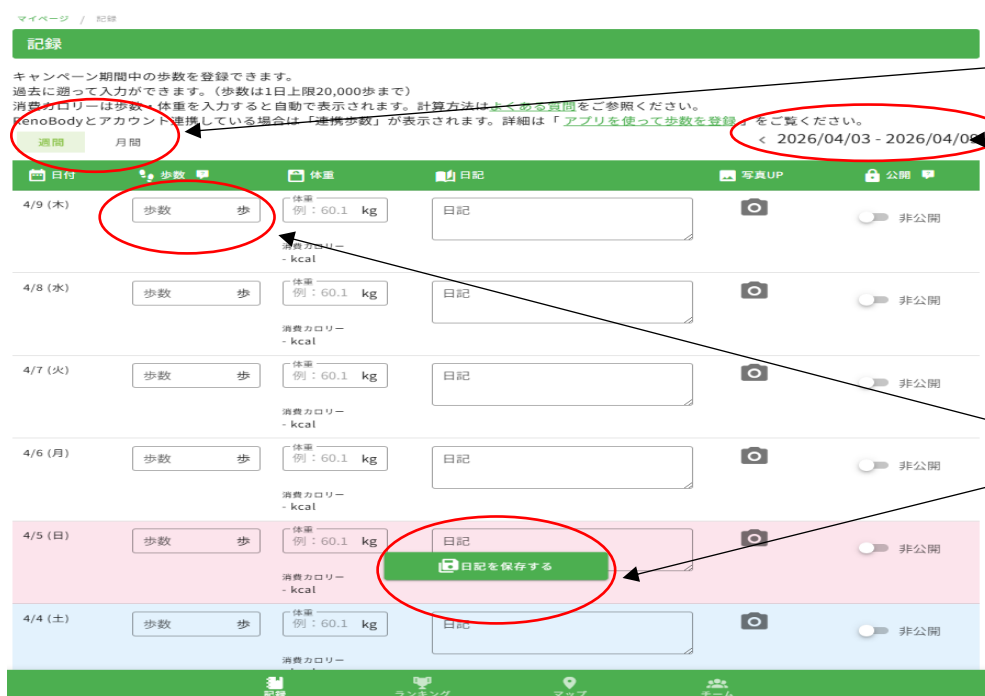 マイページ / 記録
記録
キャンペーン期間中の歩数を登録できます。
過去に遡って入力ができます。（歩数は1日上限20,000歩まで）
消費カロリーは歩数・体重を入力すると自動で表示されます。計算方法はよくある質問をご参照ください。
RenoBodyとアカウント連携している場合は「連携歩数」が表示されます。詳細は「 アプリを使って歩数を登録 」をご覧ください。
週間 月間 < 2026/04/03 - 2026/04/09
日付 歩数 体重 日記 写真UP 公開
4/9 (木) 歩数 歩 体重 例：60.1 kg 日記 非公開
消費カロリー
- kcal
4/8 (水) 歩数 歩 体重 例：60.1 kg 日記 非公開
消費カロリー
- kcal
4/7 (火) 歩数 歩 体重 例：60.1 kg 日記 非公開
消費カロリー
- kcal
4/6 (月) 歩数 歩 体重 例：60.1 kg 日記 非公開
消費カロリー
- kcal
4/5 (日) 歩数 歩 体重 例：60.1 kg 日記 非公開
日記を保存する
消費カロリー
- kcal
4/4 (土) 歩数 歩 体重 例：60.1 kg 日記 非公開
消費カロリー
記録 ランキング マップ チーム